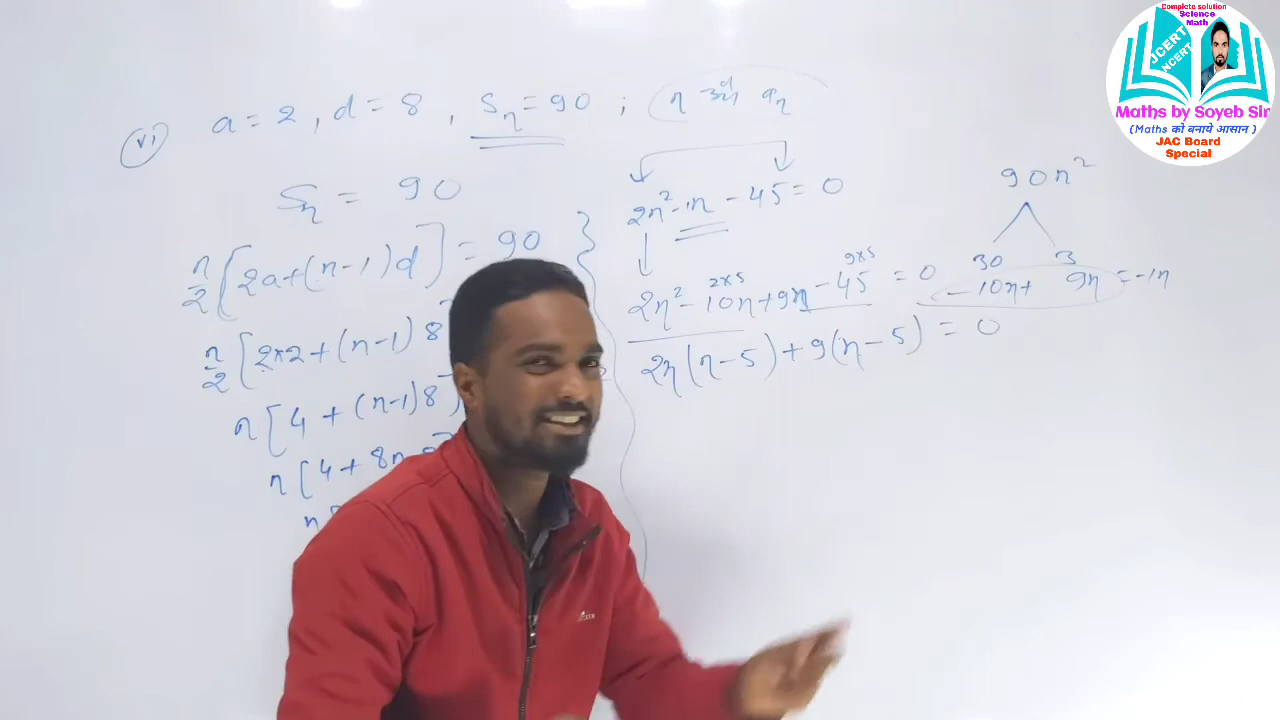 (vi) a = 2, d = 8, Sₙ = 90 ; n और aₙ
Sₙ = 90
n/2 [2a+(n-1)d] = 90
n/2 [2×2+(n-1)8
n[4+(n-1)8
n[4+8n-8
n
2n²-1n-45=0
2×5 9×5
2n²-10n+9n-45=0
2n(n-5)+9(n-5)=0
90n²
30 3
-10n+ 9n=-1n
Complete solution
Science
Math
JCERT
NCERT
Maths by Soyeb Sir
(Maths को बनाये आसान )
JAC Board
Special